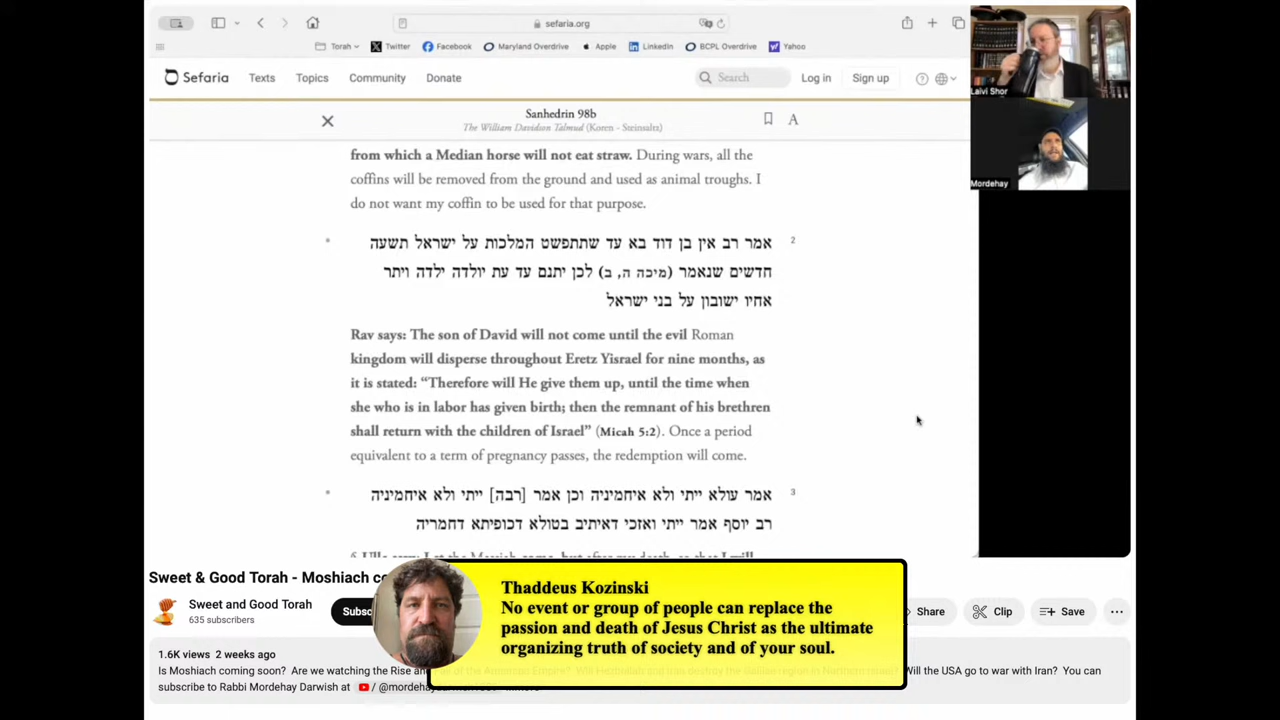 sefaria.org
Torah
Twitter
Facebook
Maryland Overdrive
Apple
LinkedIn
BCPL Overdrive
Yahoo
Sefaria
Texts
Topics
Community
Donate
Search
Log in
Sign up
Laivi Shor
Mordehay
Sanhedrin 98b
The William Davidson Talmud (Koren - Steinsaltz)
from which a Median horse will not eat straw. During wars, all the
coffins will be removed from the ground and used as animal troughs. I
do not want my coffin to be used for that purpose.
2
אמר רב אין בן דוד בא עד שתתפשט המלכות על ישראל תשעה
חדשים שנאמר (מיכה ה, ב) לכן יתנם עד עת יולדה ילדה ויתר
אחיו ישובון על בני ישראל
Rav says: The son of David will not come until the evil Roman
kingdom will disperse throughout Eretz Yisrael for nine months, as
it is stated: “Therefore will He give them up, until the time when
she who is in labor has given birth; then the remnant of his brethren
shall return with the children of Israel” (Micah 5:2). Once a period
equivalent to a term of pregnancy passes, the redemption will come.
3
אמר עולא ייתי ולא איחמיניה וכן אמר [רבה] ייתי ולא איחמיניה
רב יוסף אמר ייתי ואזכי דאיתיב בטולא דכופיתא דחמריה
Sweet & Good Torah - Moshiach
Sweet and Good Torah
635 subscribers
Share
Clip
Save
Thaddeus Kozinski
No event or group of people can replace the
passion and death of Jesus Christ as the ultimate
organizing truth of society and of your soul.
1.6K views 2 weeks ago
Is Moshiach coming soon? Are we watching the Rise and
Will the USA go to war with Iran? You can
subscribe to Rabbi Mordehay Darwish at